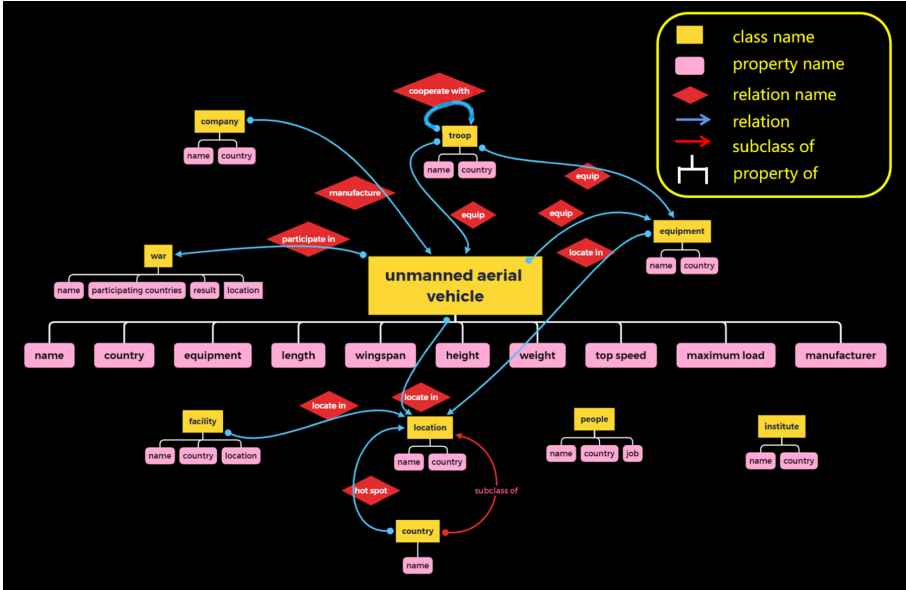 class name
property name
relation name
relation
subclass of
property of
cooperate with
company
name
country
troop
name
country
manufacture
equip
equip
equip
equipment
name
country
participate in
locate in
war
name
participating countries
result
location
unmanned aerial
vehicle
name
country
equipment
length
wingspan
height
weight
top speed
maximum load
manufacturer
locate in
locate in
facility
name
country
location
location
name
country
people
name
country
job
institute
name
country
hot spot
subclass of
country
name